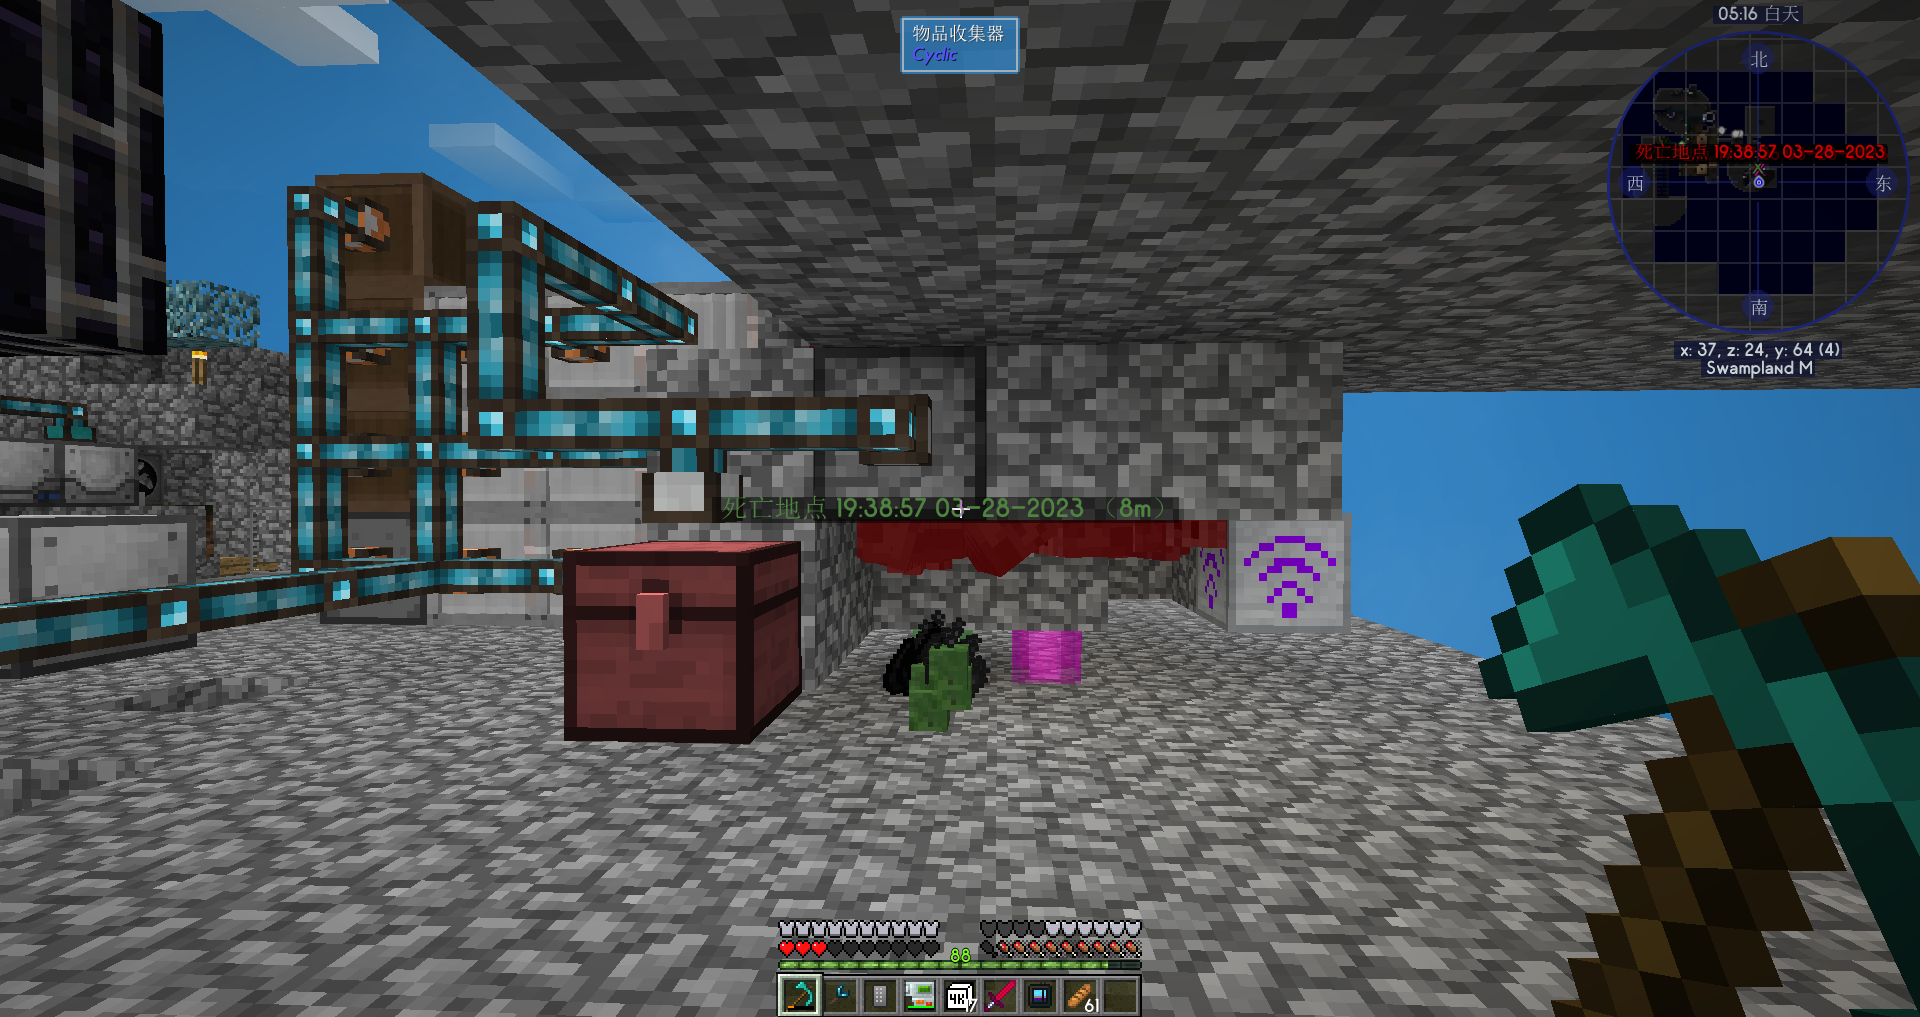 物品收集器
Cyclic
05:16 白天
北
死亡地点 19:38:57 03-28-2023
西
东
南
x: 37, z: 24, y: 64 (4)
Swampland M
死亡地点 19:38:57 03-28-2023 （8m）
88
4K
7
61